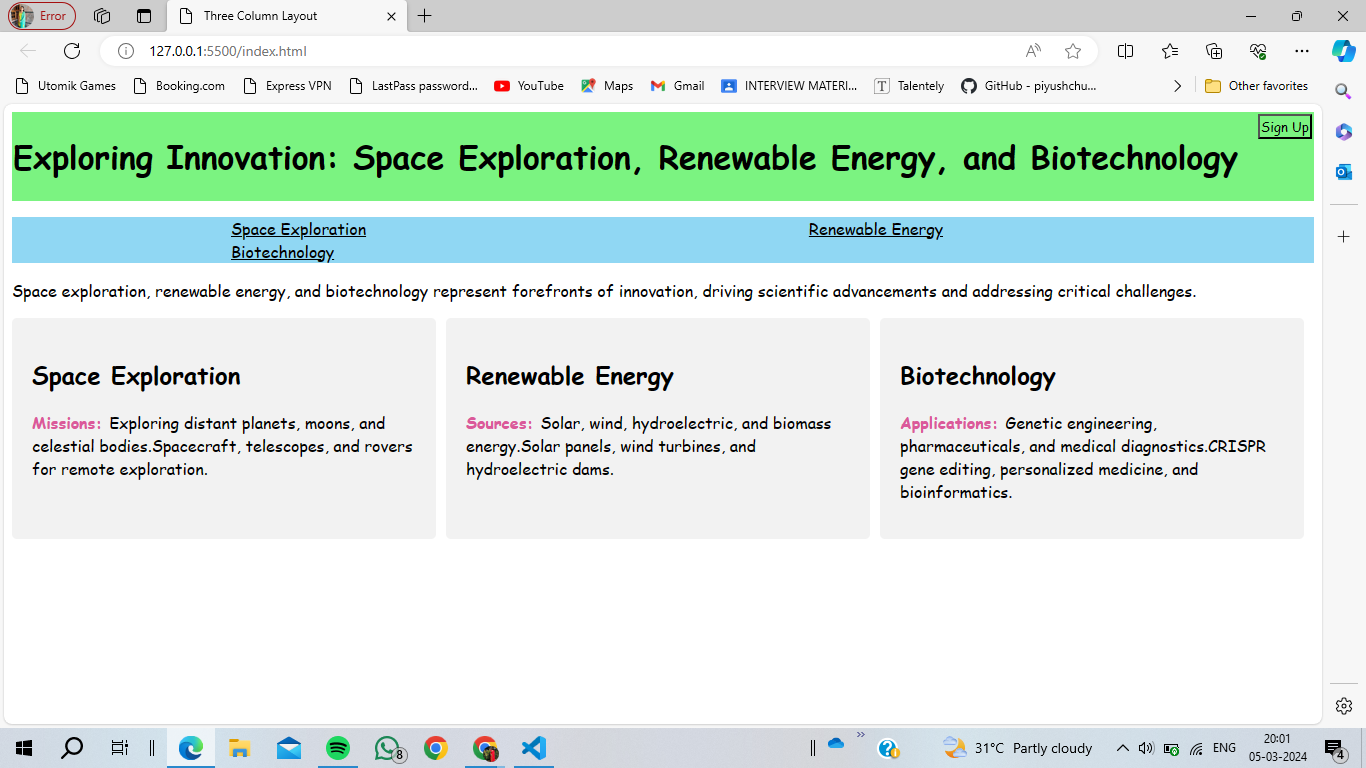 Error
Three Column Layout
127.0.0.1:5500/index.html
Utomik Games
Booking.com
Express VPN
LastPass password...
YouTube
Maps
Gmail
INTERVIEW MATERI...
Talentely
GitHub - piyushchu...
Other favorites
Sign Up
Exploring Innovation: Space Exploration, Renewable Energy, and Biotechnology
Space Exploration
Renewable Energy
Biotechnology
Space exploration, renewable energy, and biotechnology represent forefronts of innovation, driving scientific advancements and addressing critical challenges.
Space Exploration
Missions: Exploring distant planets, moons, and
celestial bodies.Spacecraft, telescopes, and rovers
for remote exploration.
Renewable Energy
Sources: Solar, wind, hydroelectric, and biomass
energy.Solar panels, wind turbines, and
hydroelectric dams.
Biotechnology
Applications: Genetic engineering,
pharmaceuticals, and medical diagnostics.CRISPR
gene editing, personalized medicine, and
bioinformatics.
8
31°C Partly cloudy
ENG
20:01
05-03-2024
4